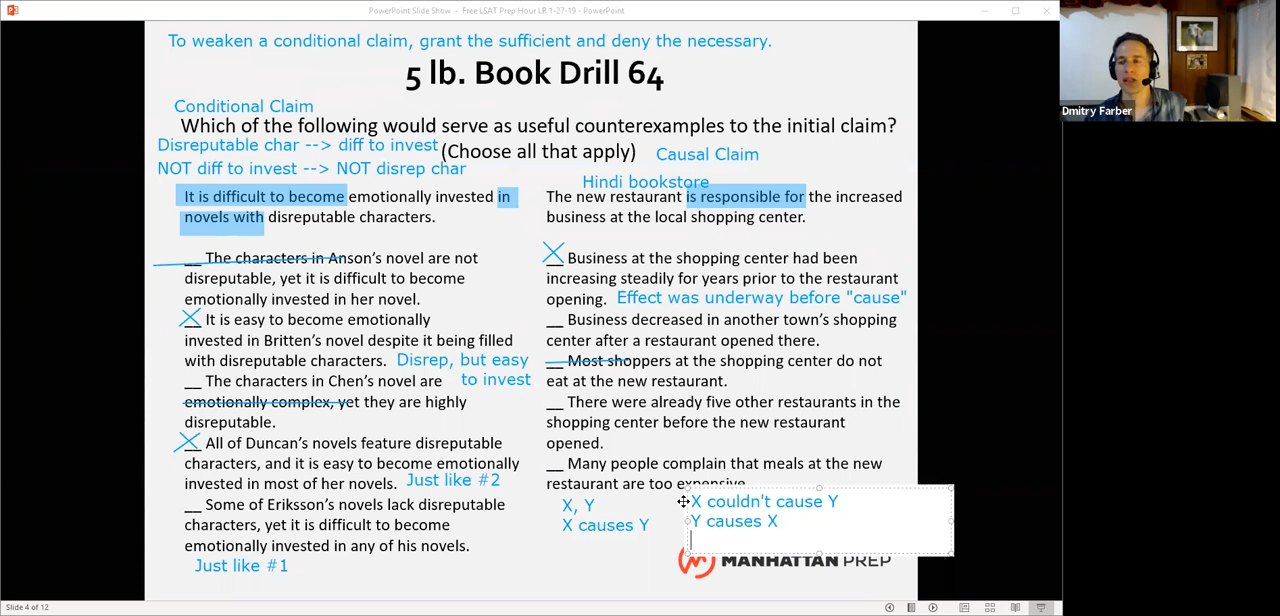 PowerPoint Slide Show - Free LSAT Prep Hour LR 1-27-19 - PowerPoint
To weaken a conditional claim, grant the sufficient and deny the necessary.
5 lb. Book Drill 64
Conditional Claim
Which of the following would serve as useful counterexamples to the initial claim?
Disreputable char --> diff to invest
(Choose all that apply)
Causal Claim
NOT diff to invest --> NOT disrep char
It is difficult to become emotionally invested in
novels with disreputable characters.
__ The characters in Anson's novel are not
disreputable, yet it is difficult to become
emotionally invested in her novel.
__ It is easy to become emotionally
invested in Britten's novel despite it being filled
with disreputable characters.
Disrep, but easy
to invest
__ The characters in Chen's novel are
emotionally complex, yet they are highly
disreputable.
__ All of Duncan's novels feature disreputable
characters, and it is easy to become emotionally
invested in most of her novels.
Just like #2
__ Some of Eriksson's novels lack disreputable
characters, yet it is difficult to become
emotionally invested in any of his novels.
Just like #1
Hindi bookstore
The new restaurant is responsible for the increased
business at the local shopping center.
__ Business at the shopping center had been
increasing steadily for years prior to the restaurant
opening.
Effect was underway before "cause"
__ Business decreased in another town's shopping
center after a restaurant opened there.
__ Most shoppers at the shopping center do not
eat at the new restaurant.
__ There were already five other restaurants in the
shopping center before the new restaurant
opened.
__ Many people complain that meals at the new
restaurant are too expensive.
X, Y
X causes Y
X couldn't cause Y
Y causes X
MANHATTAN PREP
Dmitry Farber
Slide 4 of 12